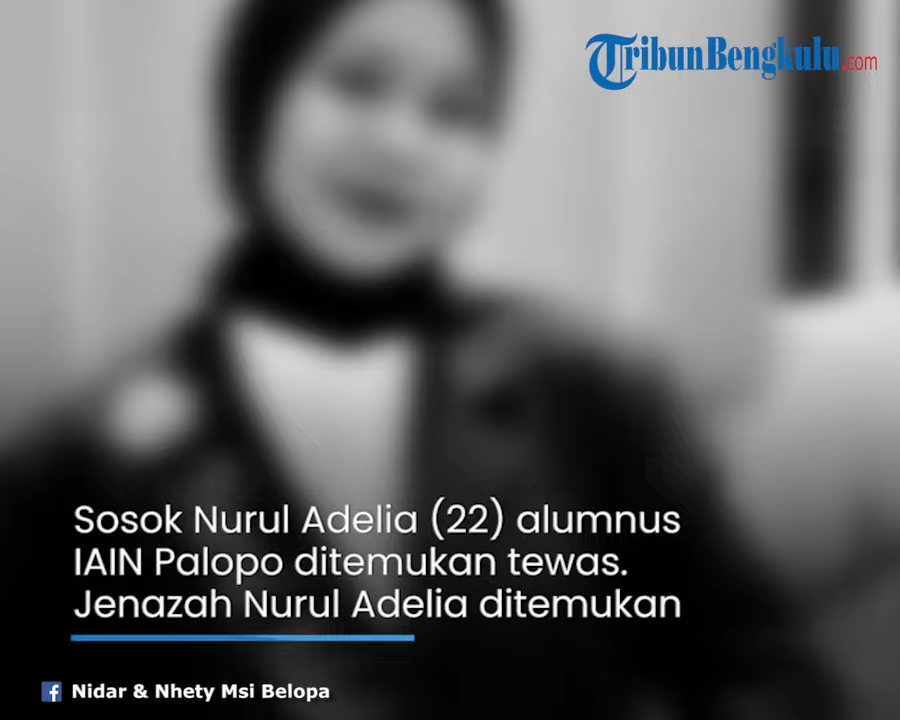 TribunBengkulu.com
Sosok Nurul Adelia (22) alumnus
IAIN Palopo ditemukan tewas.
Jenazah Nurul Adelia ditemukan
Nidar & Nhety Msi Belopa